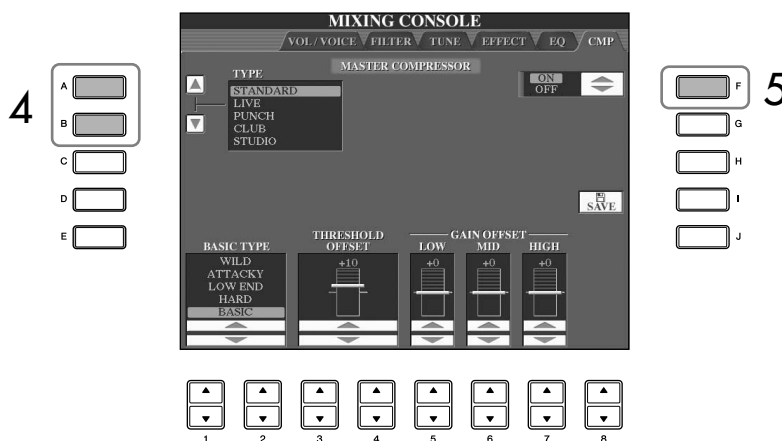 MIXING CONSOLE
VOL/VOICE FILTER TUNE EFFECT EQ CMP
MASTER COMPRESSOR
TYPE
STANDARD
LIVE
PUNCH
CLUB
STUDIO
ON
OFF
SAVE
BASIC TYPE
WILD
ATTACKY
LOW END
HARD
BASIC
THRESHOLD
OFFSET
+10
GAIN OFFSET
LOW MID HIGH
+0 +0 +0
4
A
B
C
D
E
5
F
G
H
I
J
1 2 3 4 5 6 7 8